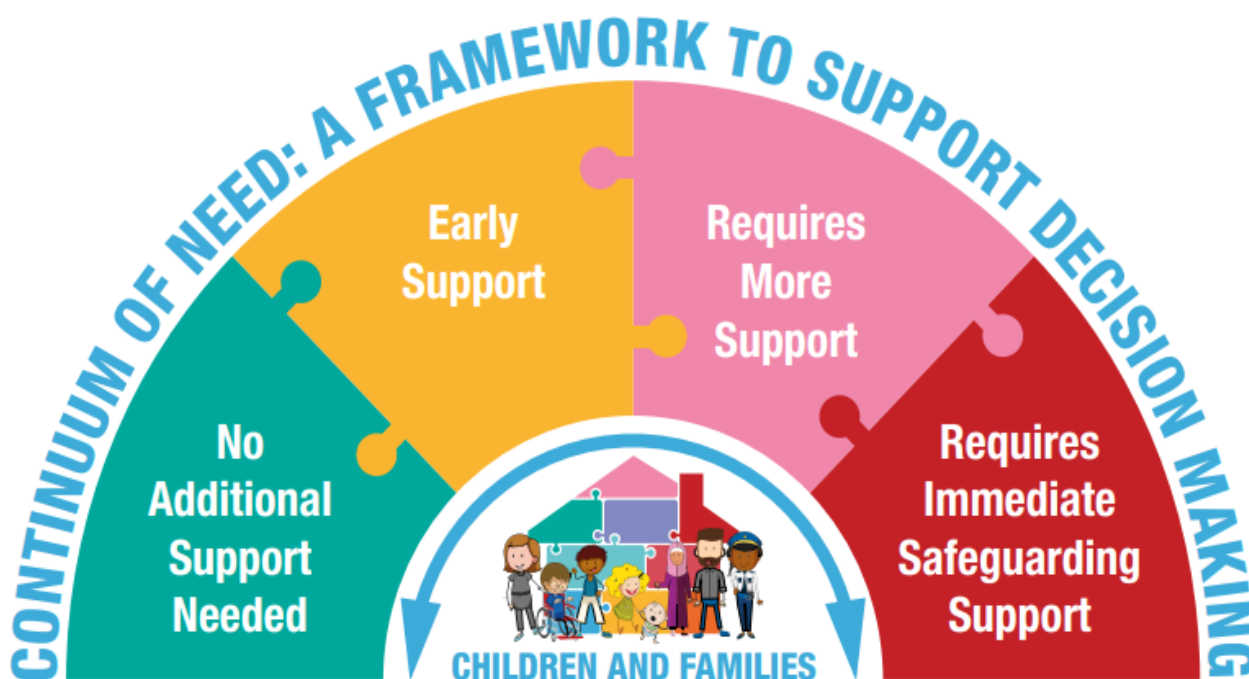 CONTINUUM OF NEED: A FRAMEWORK TO SUPPORT DECISION MAKING
No
Additional
Support
Needed
Early
Support
Requires
More
Support
Requires
Immediate
Safeguarding
Support
CHILDREN AND FAMILIES